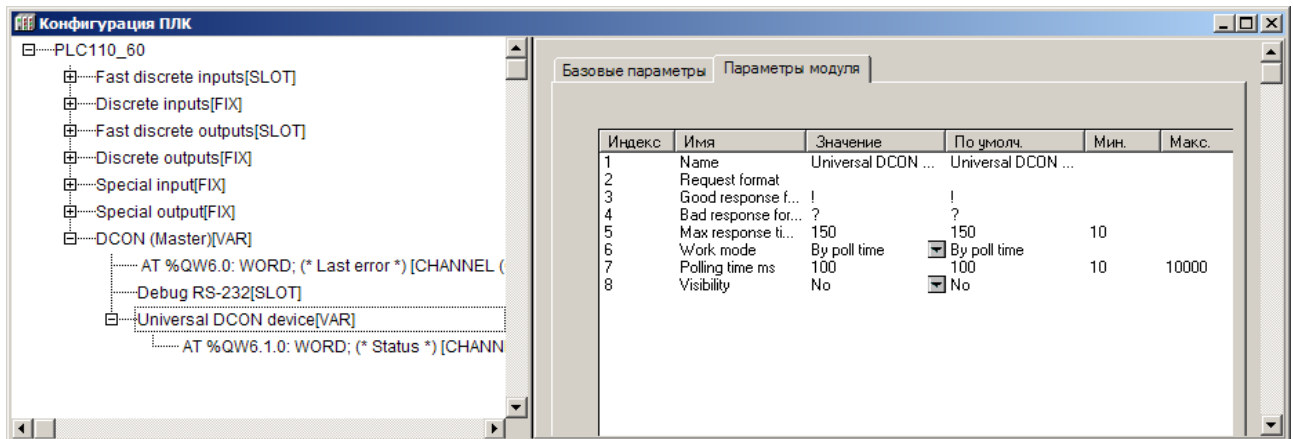 Конфигурация ПЛК
PLC110_60
Fast discrete inputs[SLOT]
Discrete inputs[FIX]
Fast discrete outputs[SLOT]
Discrete outputs[FIX]
Special input[FIX]
Special output[FIX]
DCON (Master)[VAR]
AT %QW6.0: WORD; (* Last error *) [CHANNEL (
Debug RS-232[SLOT]
Universal DCON device[VAR]
AT %QW6.1.0: WORD; (* Status *) [CHANNI
Базовые параметры Параметры модуля
Индекс Имя Значение По умолч. Мин. Макс.
1 Name Universal DCON ... Universal DCON ...
2 Request format
3 Good response f... ! !
4 Bad response for... ? ?
5 Max response ti... 150 150 10
6 Work mode By poll time By poll time
7 Polling time ms 100 100 10 10000
8 Visibility No No